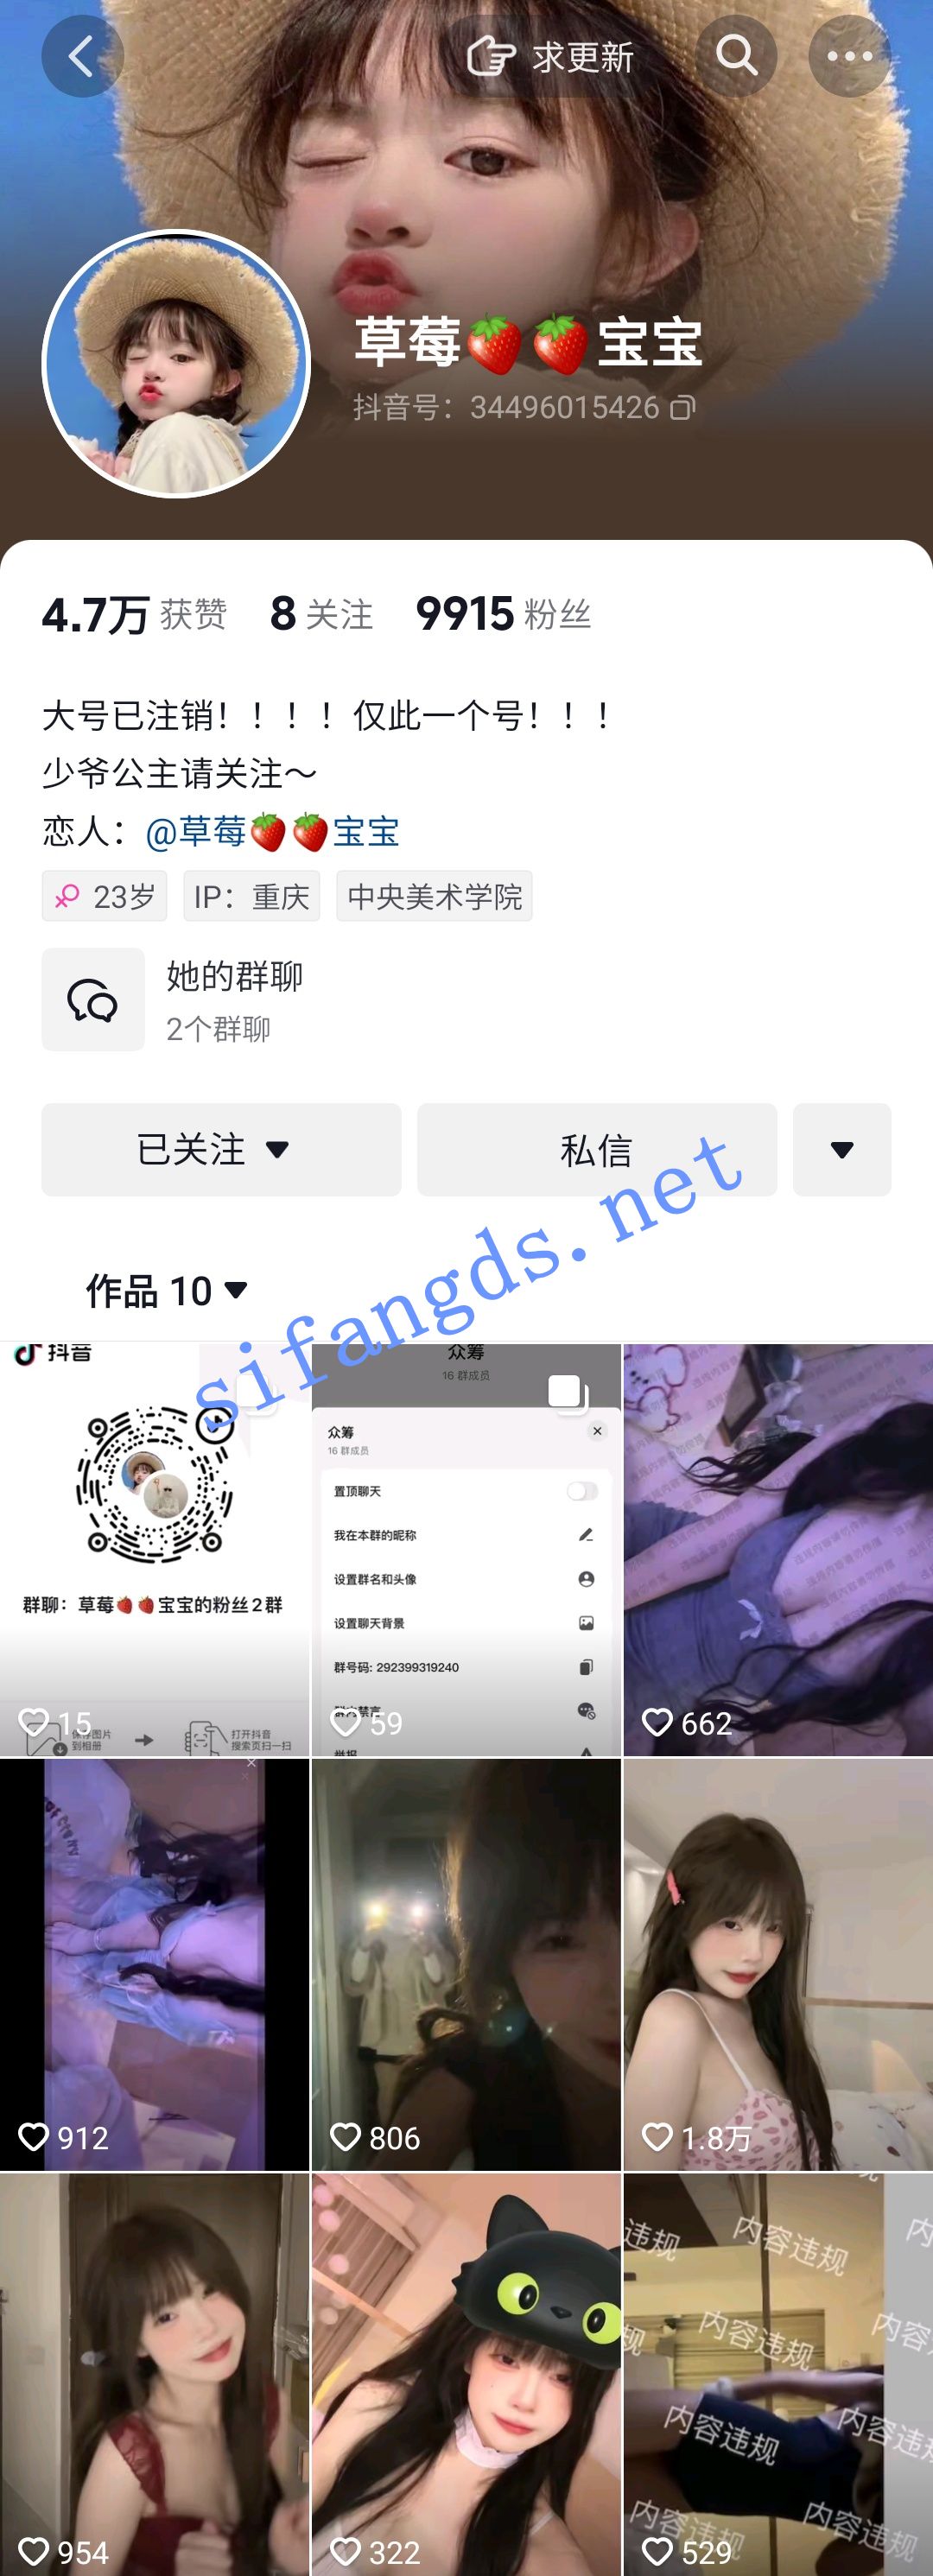 求更新
草莓🍓🍓宝宝
抖音号：34496015426
4.7万 获赞 8 关注 9915 粉丝
大号已注销！！！！仅此一个号！！！
少爷公主请关注～
恋人：@草莓🍓🍓宝宝
23岁 IP：重庆 中央美术学院
她的群聊
2个群聊
已关注 私信
sifangds.net
作品 10
抖音
群聊：草莓🍓🍓宝宝的粉丝2群
保存图片
到相册
打开抖音
搜索页扫一扫
15
众筹
16 群成员
众筹
16 群成员
置顶聊天
我在本群的昵称
设置群名和头像
设置聊天背景
群号码: 292399319240
举报
59
662
912
806
1.8万
954
322
内容违规
内容违规
内容违规
内容违规
内容违规
内容违规
529